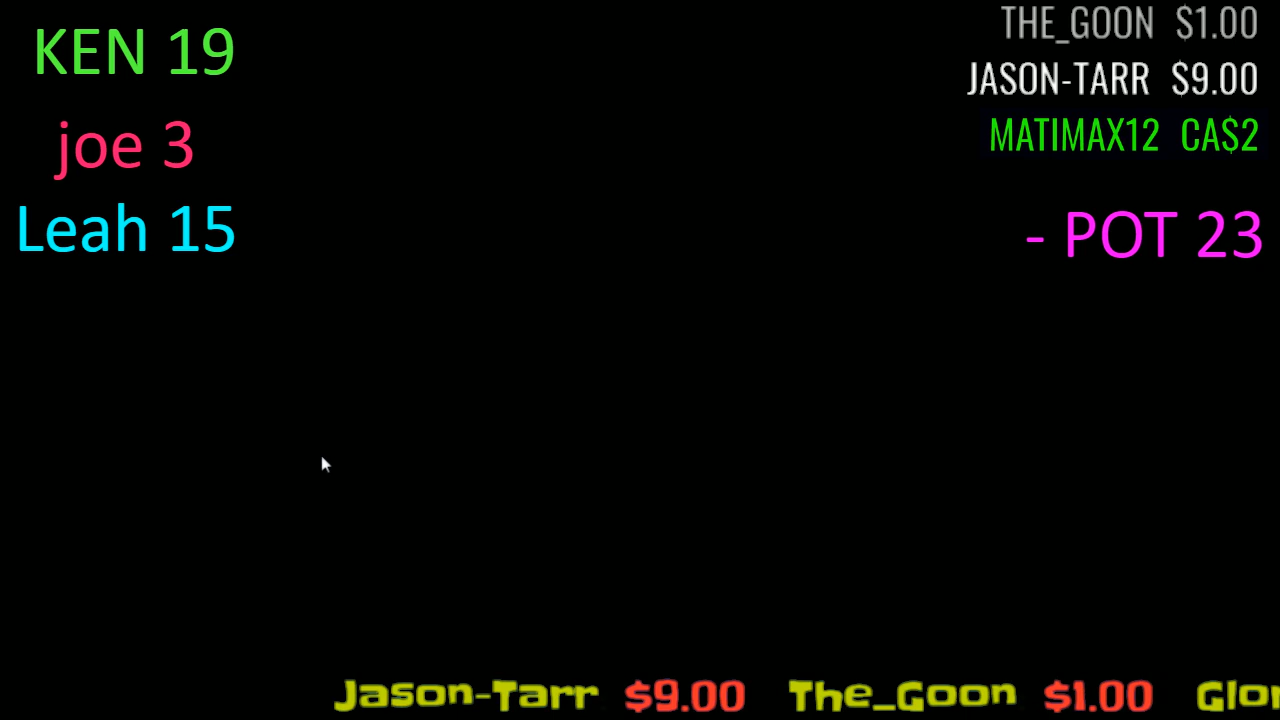 KEN 19
joe 3
Leah 15
THE_GOON $1.00
JASON-TARR $9.00
MATIMAX12 CA$2
- POT 23
Jason-Tarr $9.00 The_Goon $1.00